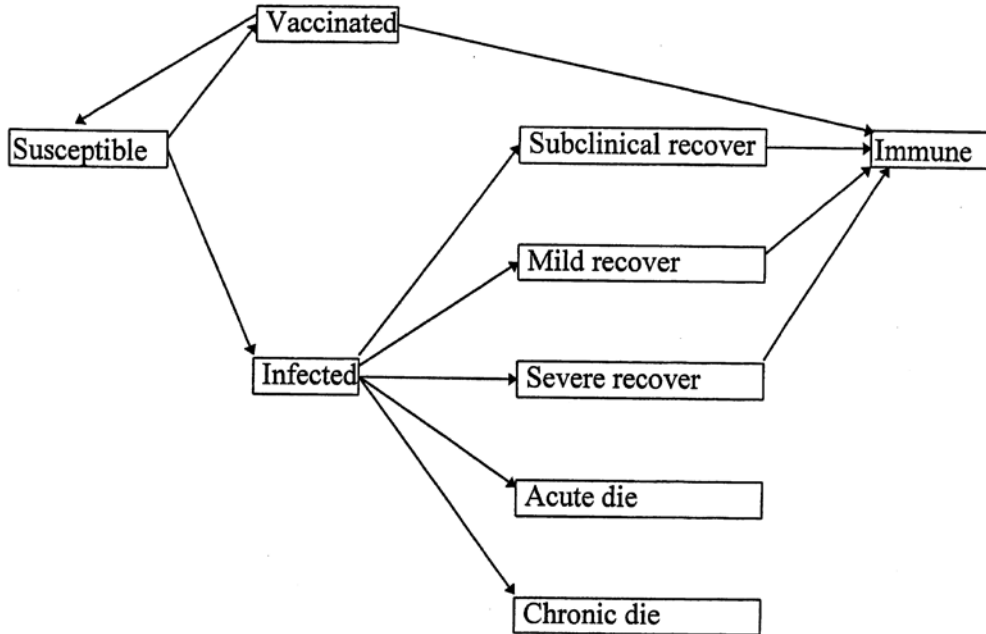 Vaccinated
Susceptible
Subclinical recover
Immune
Mild recover
Infected
Severe recover
Acute die
Chronic die